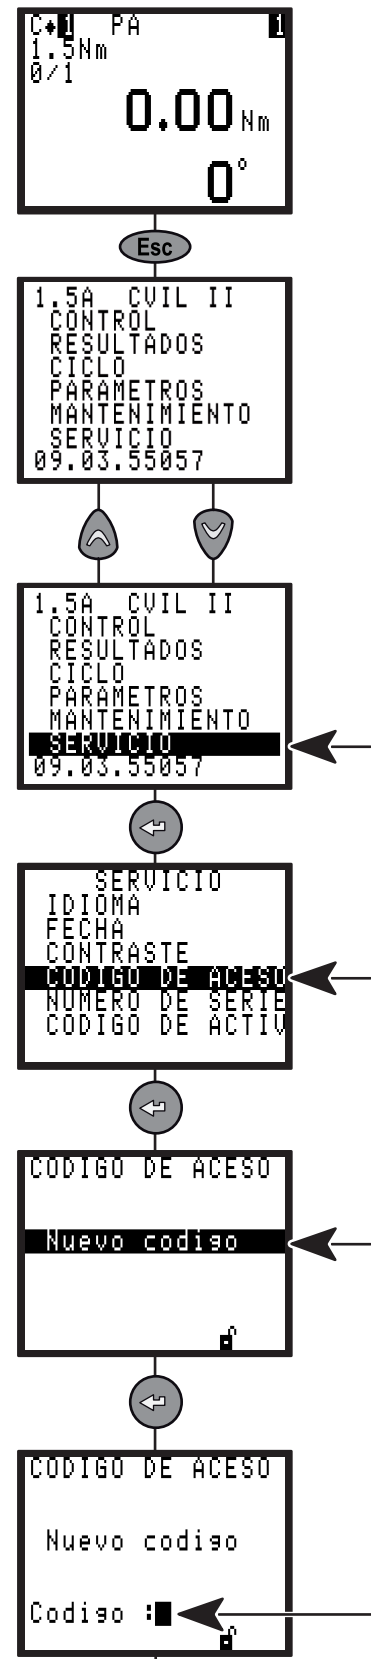 C♦1 PA 1
1.5Nm
0/1
0.00 Nm
0°
Esc
1.5A CVIL II
CONTROL
RESULTADOS
CICLO
PARAMETROS
MANTENIMIENTO
SERVICIO
09.03.55057
1.5A CVIL II
CONTROL
RESULTADOS
CICLO
PARAMETROS
MANTENIMIENTO
SERVICIO
09.03.55057
SERVICIO
IDIOMA
FECHA
CONTRASTE
CODIGO DE ACESO
NUMERO DE SERIE
CODIGO DE ACTIV
CODIGO DE ACESO
Nuevo codigo
CODIGO DE ACESO
Nuevo codigo
Codigo :